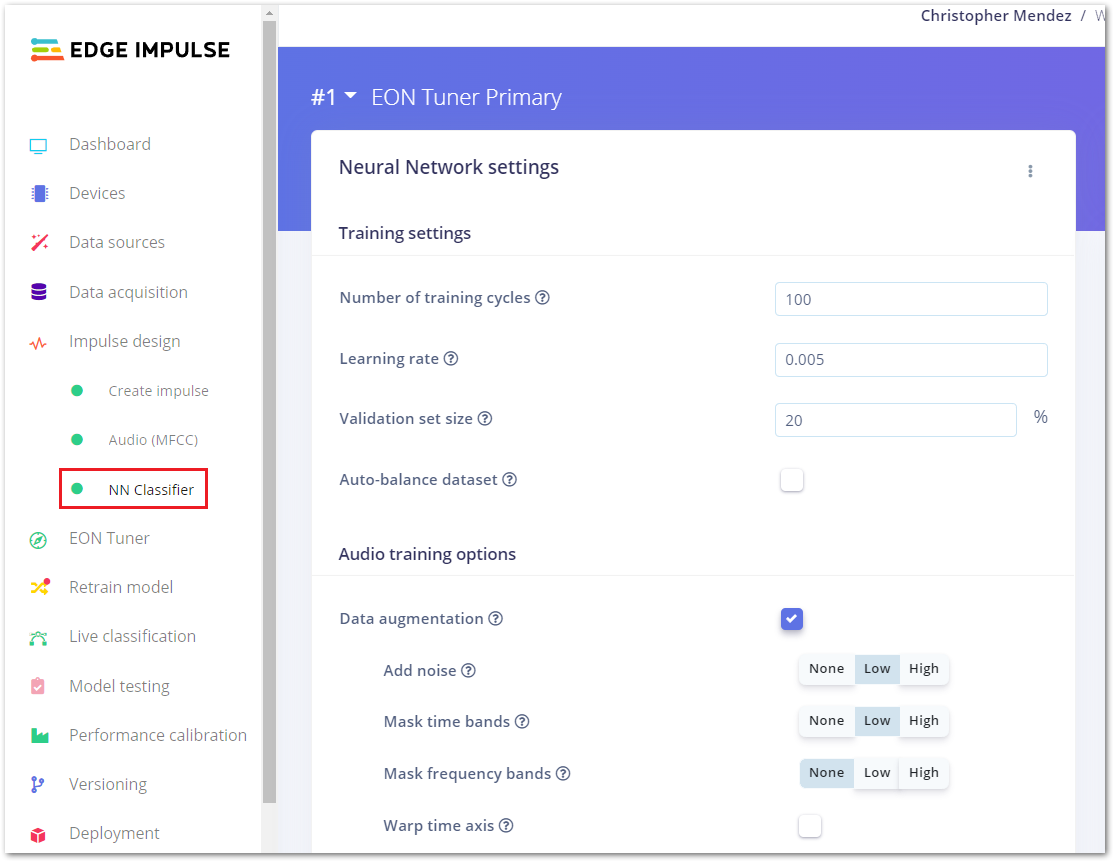 EDGE IMPULSE
Dashboard
Devices
Data sources
Data acquisition
Impulse design
Create impulse
Audio (MFCC)
NN Classifier
EON Tuner
Retrain model
Live classification
Model testing
Performance calibration
Versioning
Deployment
Christopher Mendez /
#1 EON Tuner Primary
Neural Network settings
Training settings
Number of training cycles ? 100
Learning rate ? 0.005
Validation set size ? 20 %
Auto-balance dataset ?
Audio training options
Data augmentation ?
Add noise ? None Low High
Mask time bands ? None Low High
Mask frequency bands ? None Low High
Warp time axis ?